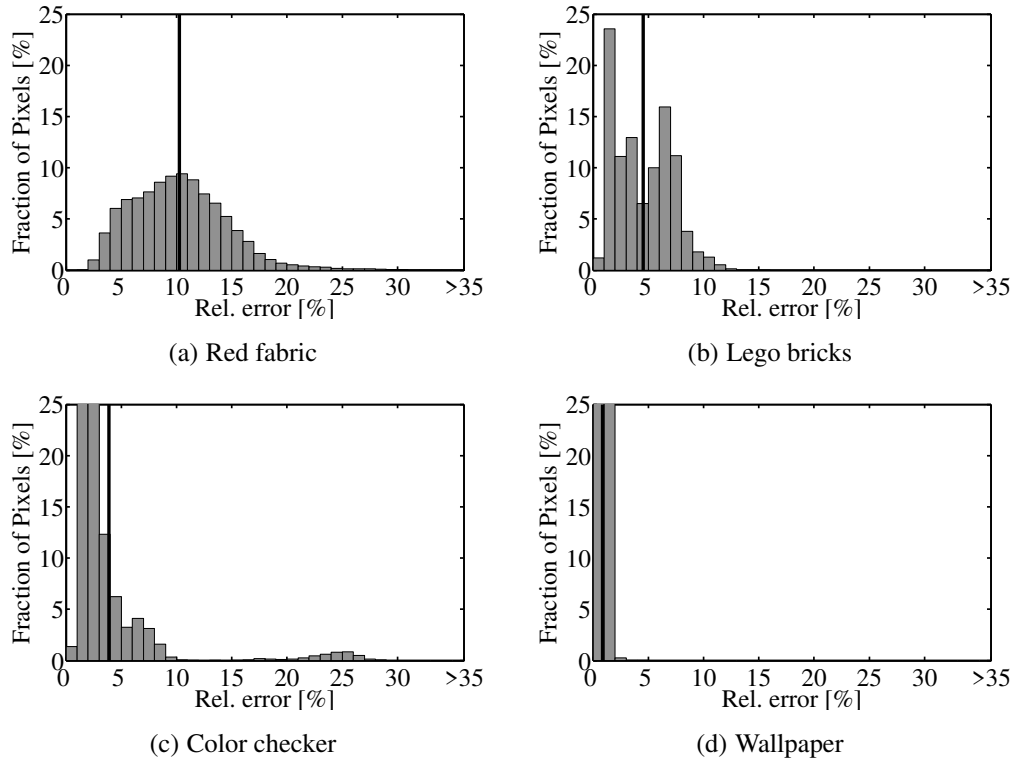 25
20
15
10
5
0
Fraction of Pixels [%]
0 5 10 15 20 25 30 >35
Rel. error [%]
(a) Red fabric
25
20
15
10
5
0
Fraction of Pixels [%]
0 5 10 15 20 25 30 >35
Rel. error [%]
(b) Lego bricks
25
20
15
10
5
0
Fraction of Pixels [%]
0 5 10 15 20 25 30 >35
Rel. error [%]
(c) Color checker
25
20
15
10
5
0
Fraction of Pixels [%]
0 5 10 15 20 25 30 >35
Rel. error [%]
(d) Wallpaper